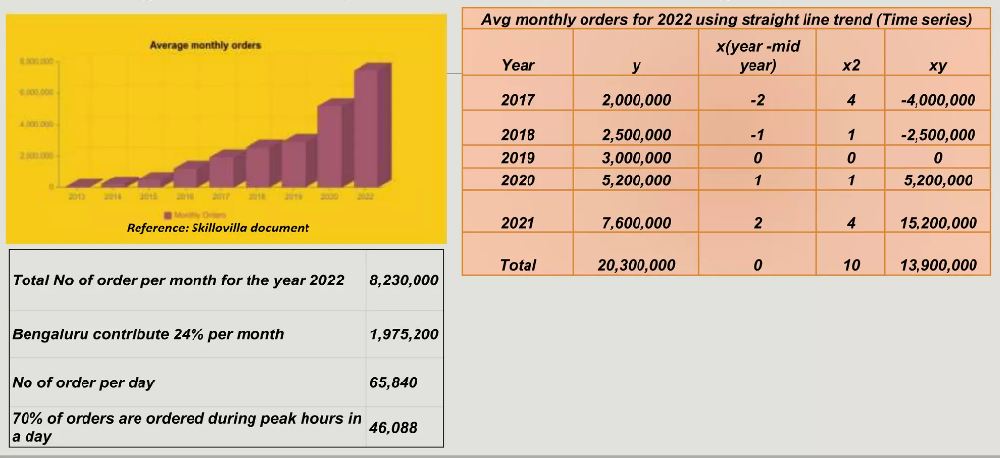 Average monthly orders
8,000,000
6,000,000
4,000,000
2,000,000
0
2013 2014 2015 2016 2017 2018 2019 2020 2022
Monthly Orders
Reference: Skillovilla document
Avg monthly orders for 2022 using straight line trend (Time series)
Year y x(year -mid year) x2 xy
2017 2,000,000 -2 4 -4,000,000
2018 2,500,000 -1 1 -2,500,000
2019 3,000,000 0 0 0
2020 5,200,000 1 1 5,200,000
2021 7,600,000 2 4 15,200,000
Total 20,300,000 0 10 13,900,000
Total No of order per month for the year 2022 8,230,000
Bengaluru contribute 24% per month 1,975,200
No of order per day 65,840
70% of orders are ordered during peak hours in
a day 46,088